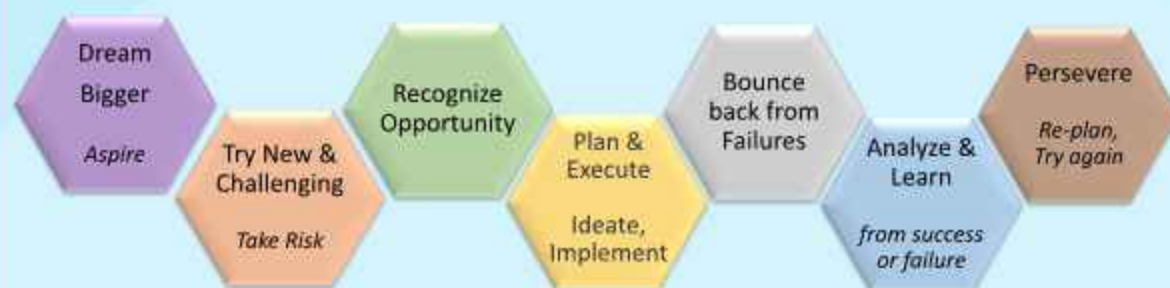 Dream
Bigger
Aspire
Try New &
Challenging
Take Risk
Recognize
Opportunity
Plan &
Execute
Ideate,
Implement
Bounce
back from
Failures
Analyze &
Learn
from success
or failure
Persevere
Re-plan,
Try again